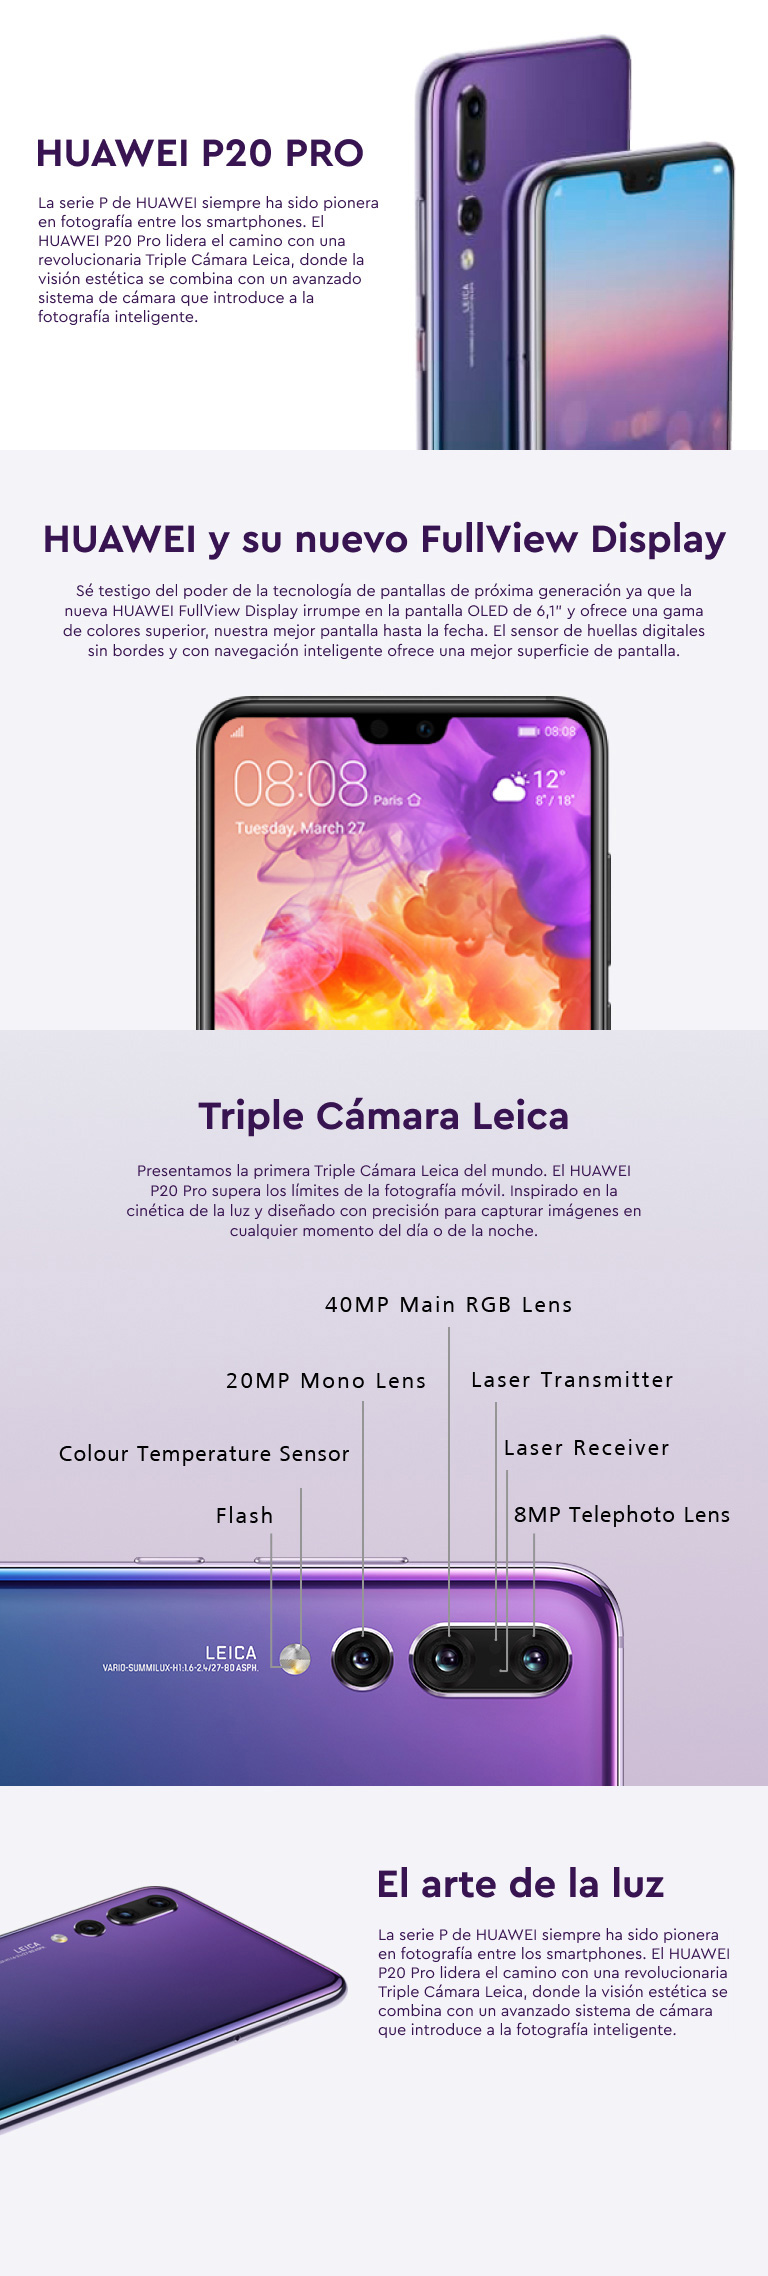 HUAWEI P20 PRO
La serie P de HUAWEI siempre ha sido pionera
en fotografía entre los smartphones. El
HUAWEI P20 Pro lidera el camino con una
revolucionaria Triple Cámara Leica, donde la
visión estética se combina con un avanzado
sistema de cámara que introduce a la
fotografía inteligente.
LEICA
HUAWEI y su nuevo FullView Display
Sé testigo del poder de la tecnología de pantallas de próxima generación ya que la
nueva HUAWEI FullView Display irrumpe en la pantalla OLED de 6,1" y ofrece una gama
de colores superior, nuestra mejor pantalla hasta la fecha. El sensor de huellas digitales
sin bordes y con navegación inteligente ofrece una mejor superficie de pantalla.
08:08
08:08 Paris 12°
8° / 18°
Tuesday, March 27
Triple Cámara Leica
Presentamos la primera Triple Cámara Leica del mundo. El HUAWEI
P20 Pro supera los límites de la fotografía móvil. Inspirado en la
cinética de la luz y diseñado con precisión para capturar imágenes en
cualquier momento del día o de la noche.
40MP Main RGB Lens
20MP Mono Lens
Laser Transmitter
Colour Temperature Sensor
Laser Receiver
Flash
8MP Telephoto Lens
LEICA
VARIO-SUMMILUX-H1:1.6-2.4/27-80 ASPH.
El arte de la luz
La serie P de HUAWEI siempre ha sido pionera
en fotografía entre los smartphones. El HUAWEI
P20 Pro lidera el camino con una revolucionaria
Triple Cámara Leica, donde la visión estética se
combina con un avanzado sistema de cámara
que introduce a la fotografía inteligente.
LEICA